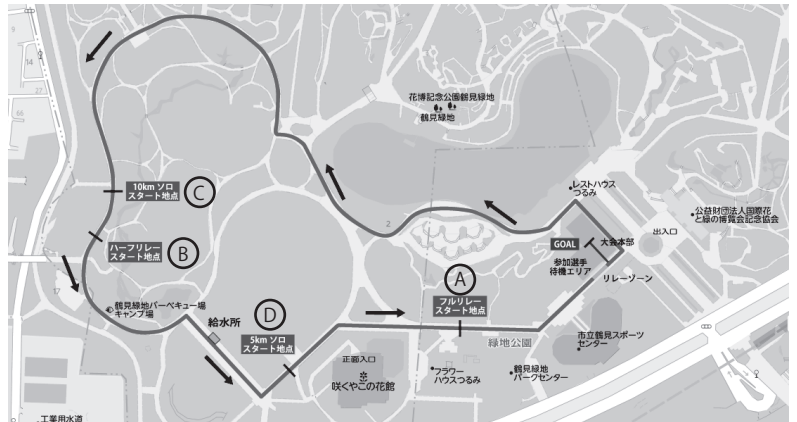 14
27
66
花博記念公園鶴見緑地
鶴見緑地
10km ソロ
スタート地点
C
レストハウス
つるみ
公益財団法人国際花
と緑の博覧会記念協会
2
出入口
ハーフリレー
スタート地点
B
GOAL
大会本部
参加選手
待機エリア
リレーゾーン
A
フルリレー
スタート地点
17
鶴見緑地バーベキュー場
キャンプ場
給水所
D
5km ソロ
スタート地点
緑地公園
市立鶴見スポーツ
センター
正面入口
咲くやこの花館
フラワー
ハウスつるみ
鶴見緑地
パークセンター
工業用水道